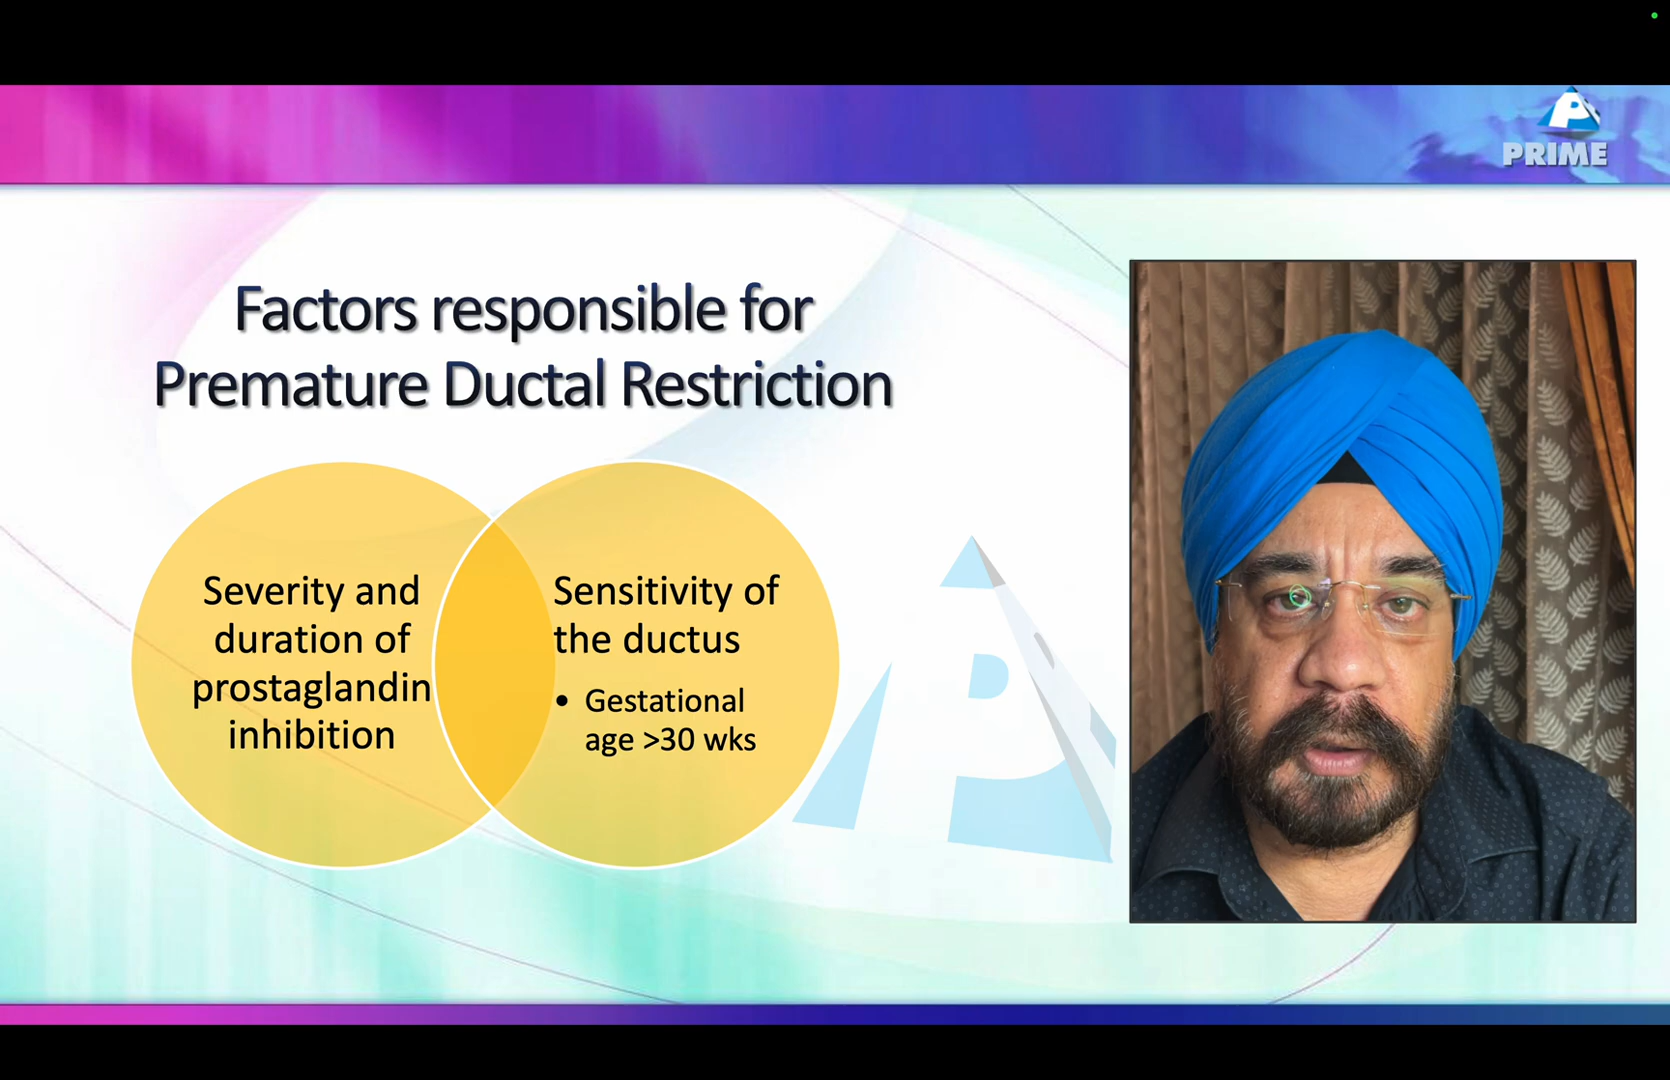 PRIME
Factors responsible for
Premature Ductal Restriction
Severity and
duration of
prostaglandin
inhibition
Sensitivity of
the ductus
• Gestational
age >30 wks